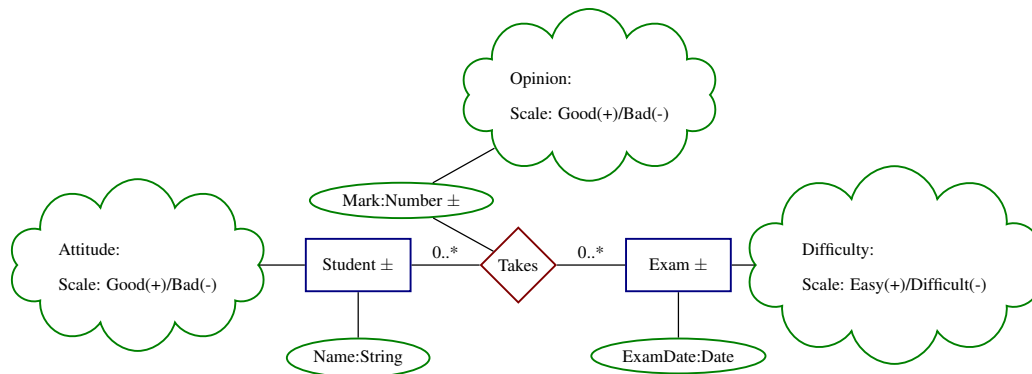 Opinion:
Scale: Good(+)/Bad(-)
Mark:Number ±
Attitude:
Scale: Good(+)/Bad(-)
Student ±
0..*
Takes
0..*
Exam ±
Difficulty:
Scale: Easy(+)/Difficult(-)
Name:String
ExamDate:Date